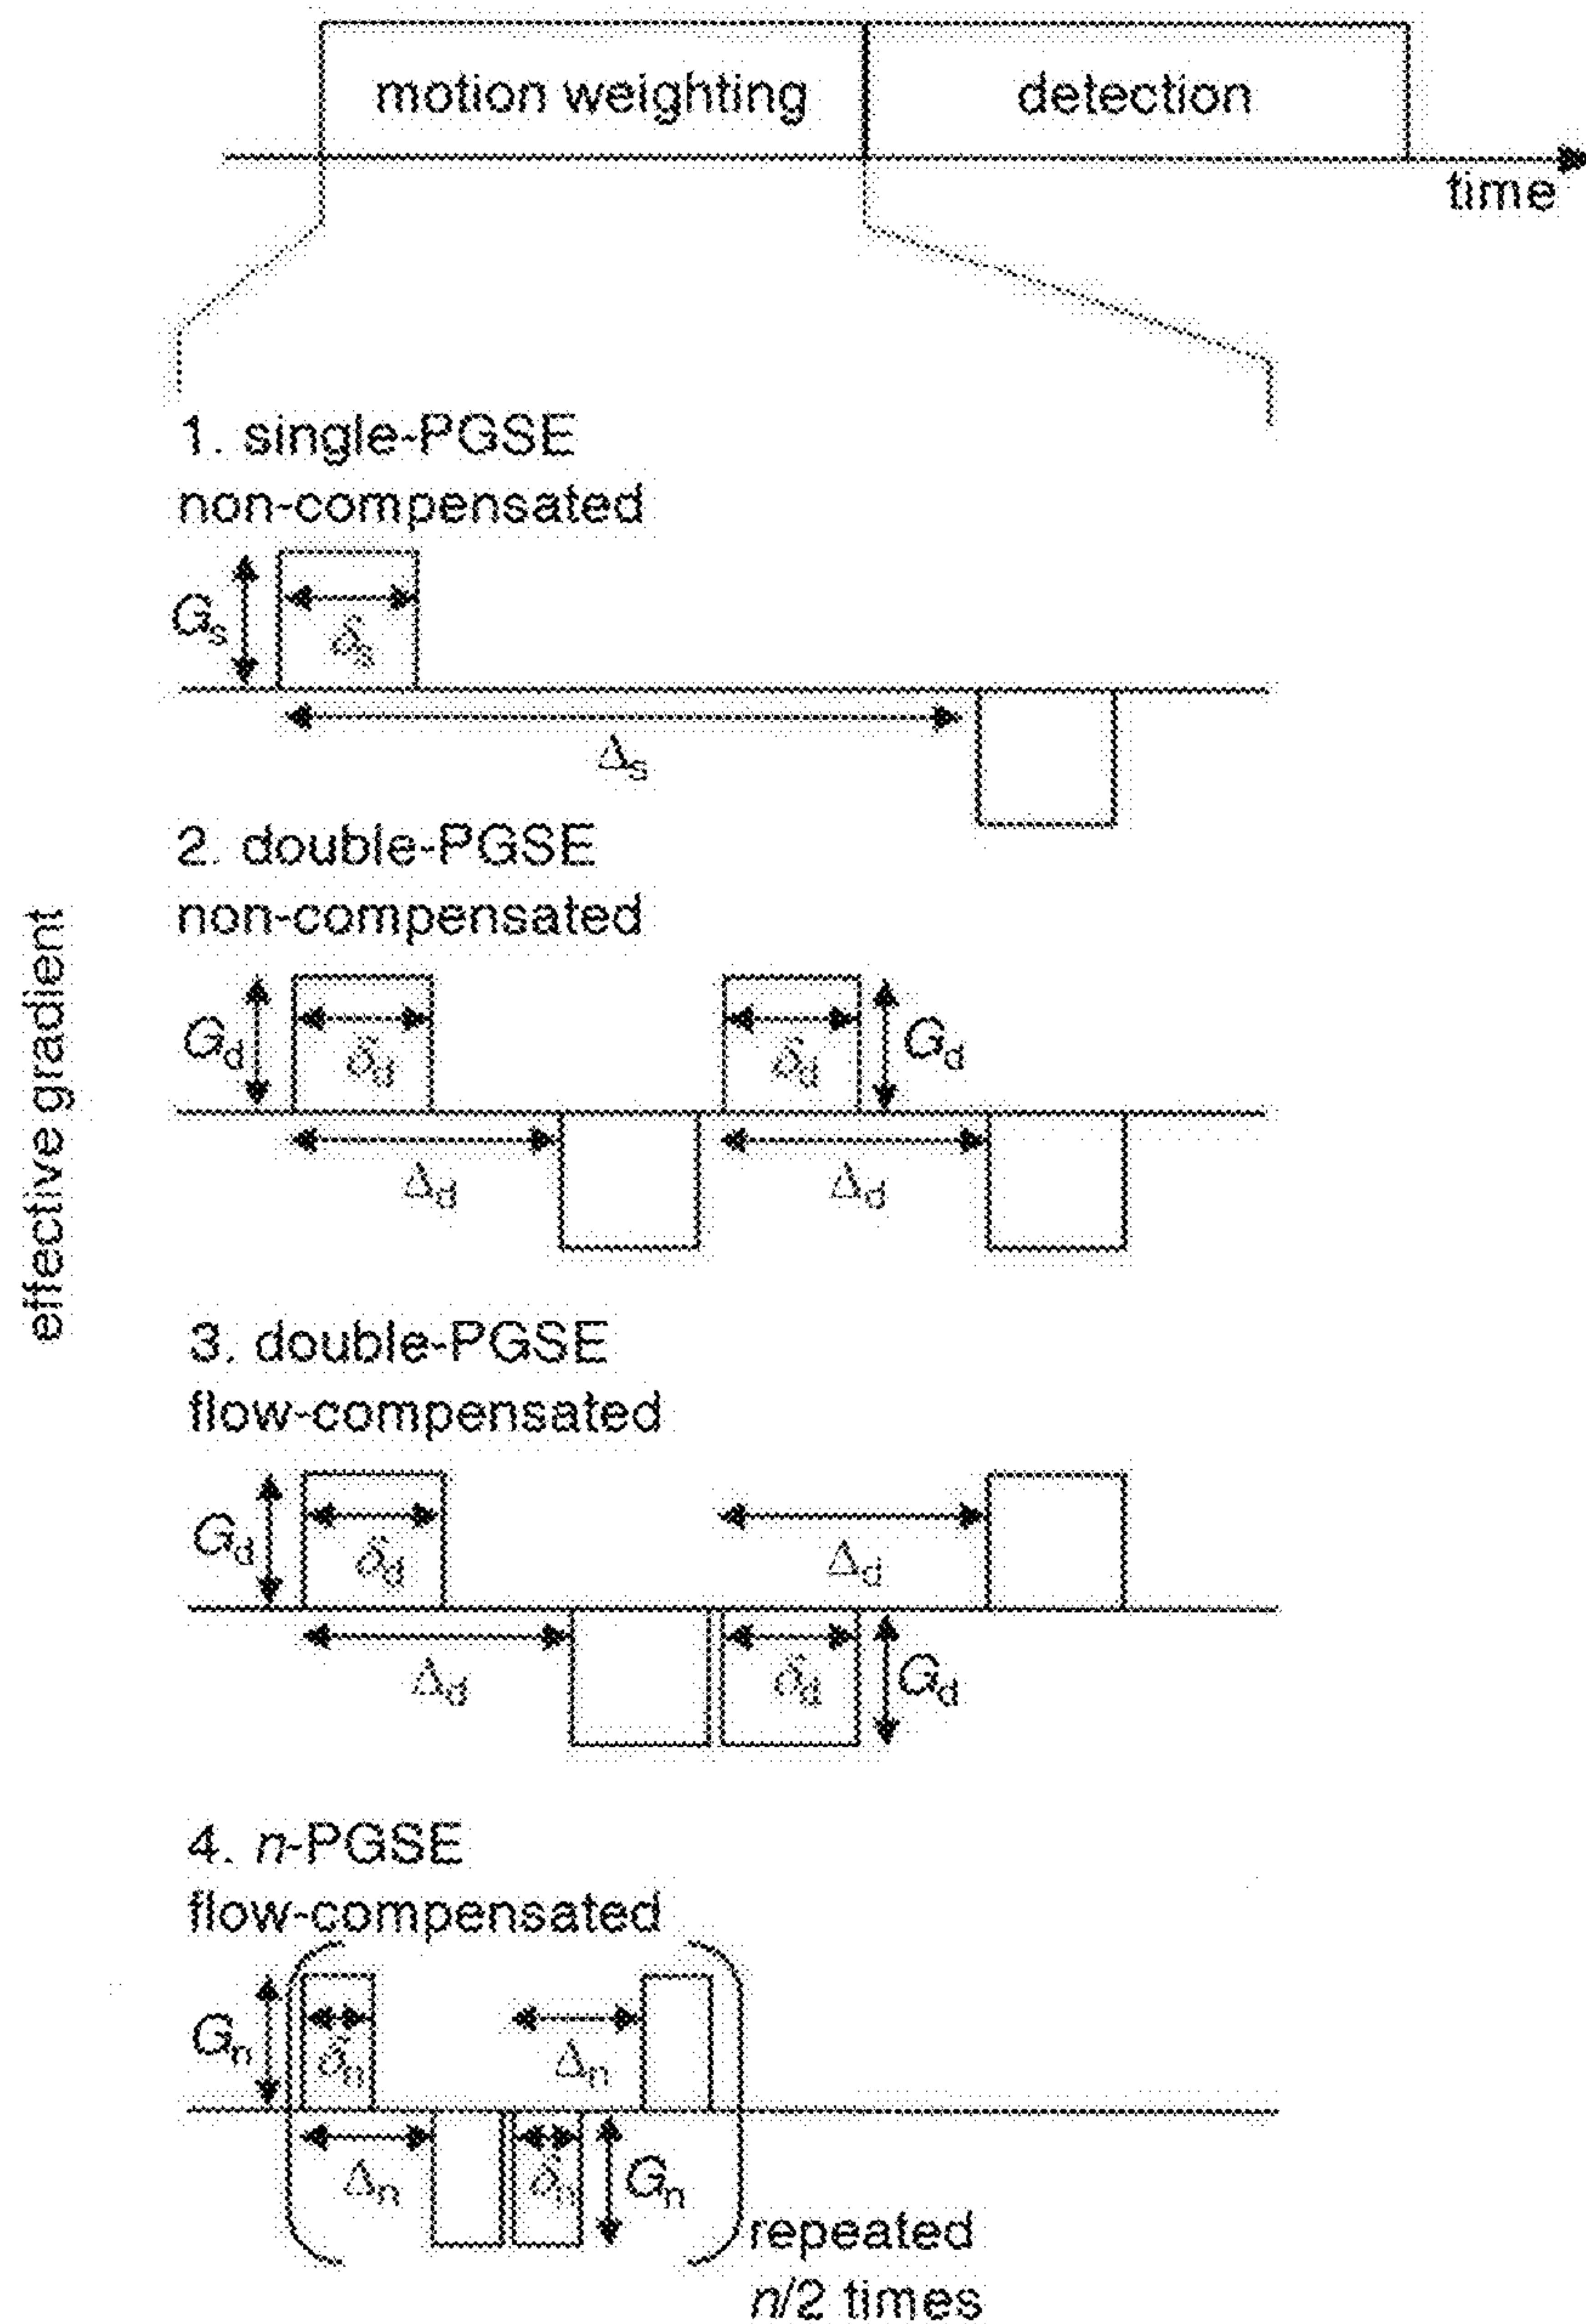 motion weighting
detection
time
effective gradient
1. single-PGSE
non-compensated
Gs
δs
Δs
2. double-PGSE
non-compensated
Gd
δd
δd
Gd
Δd
Δd
3. double-PGSE
flow-compensated
Gd
δd
Δd
Δd
δd
Gd
4. n-PGSE
flow-compensated
Gn
δn
Δn
Δn
δn
Gn
repeated
n/2 times